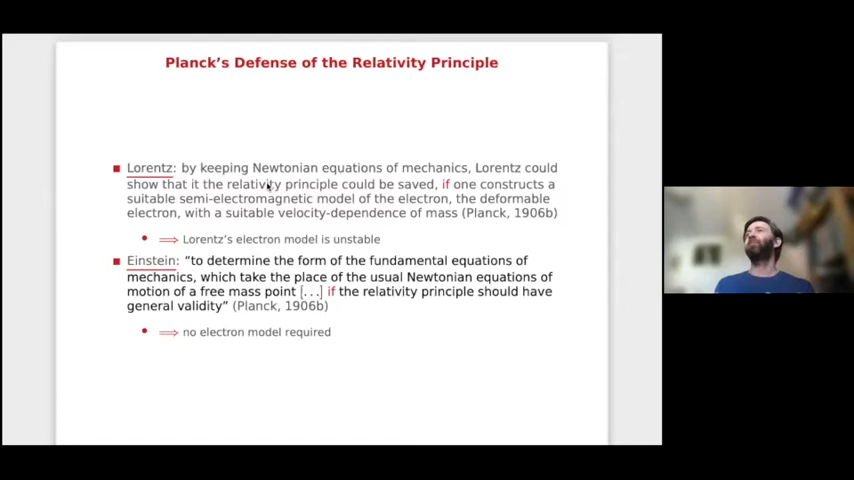 Planck's Defense of the Relativity Principle
Lorentz: by keeping Newtonian equations of mechanics, Lorentz could
show that it the relativity principle could be saved, if one constructs a
suitable semi-electromagnetic model of the electron, the deformable
electron, with a suitable velocity-dependence of mass (Planck, 1906b)
⟹ Lorentz's electron model is unstable
Einstein: “to determine the form of the fundamental equations of
mechanics, which take the place of the usual Newtonian equations of
motion of a free mass point [...] if the relativity principle should have
general validity” (Planck, 1906b)
⟹ no electron model required